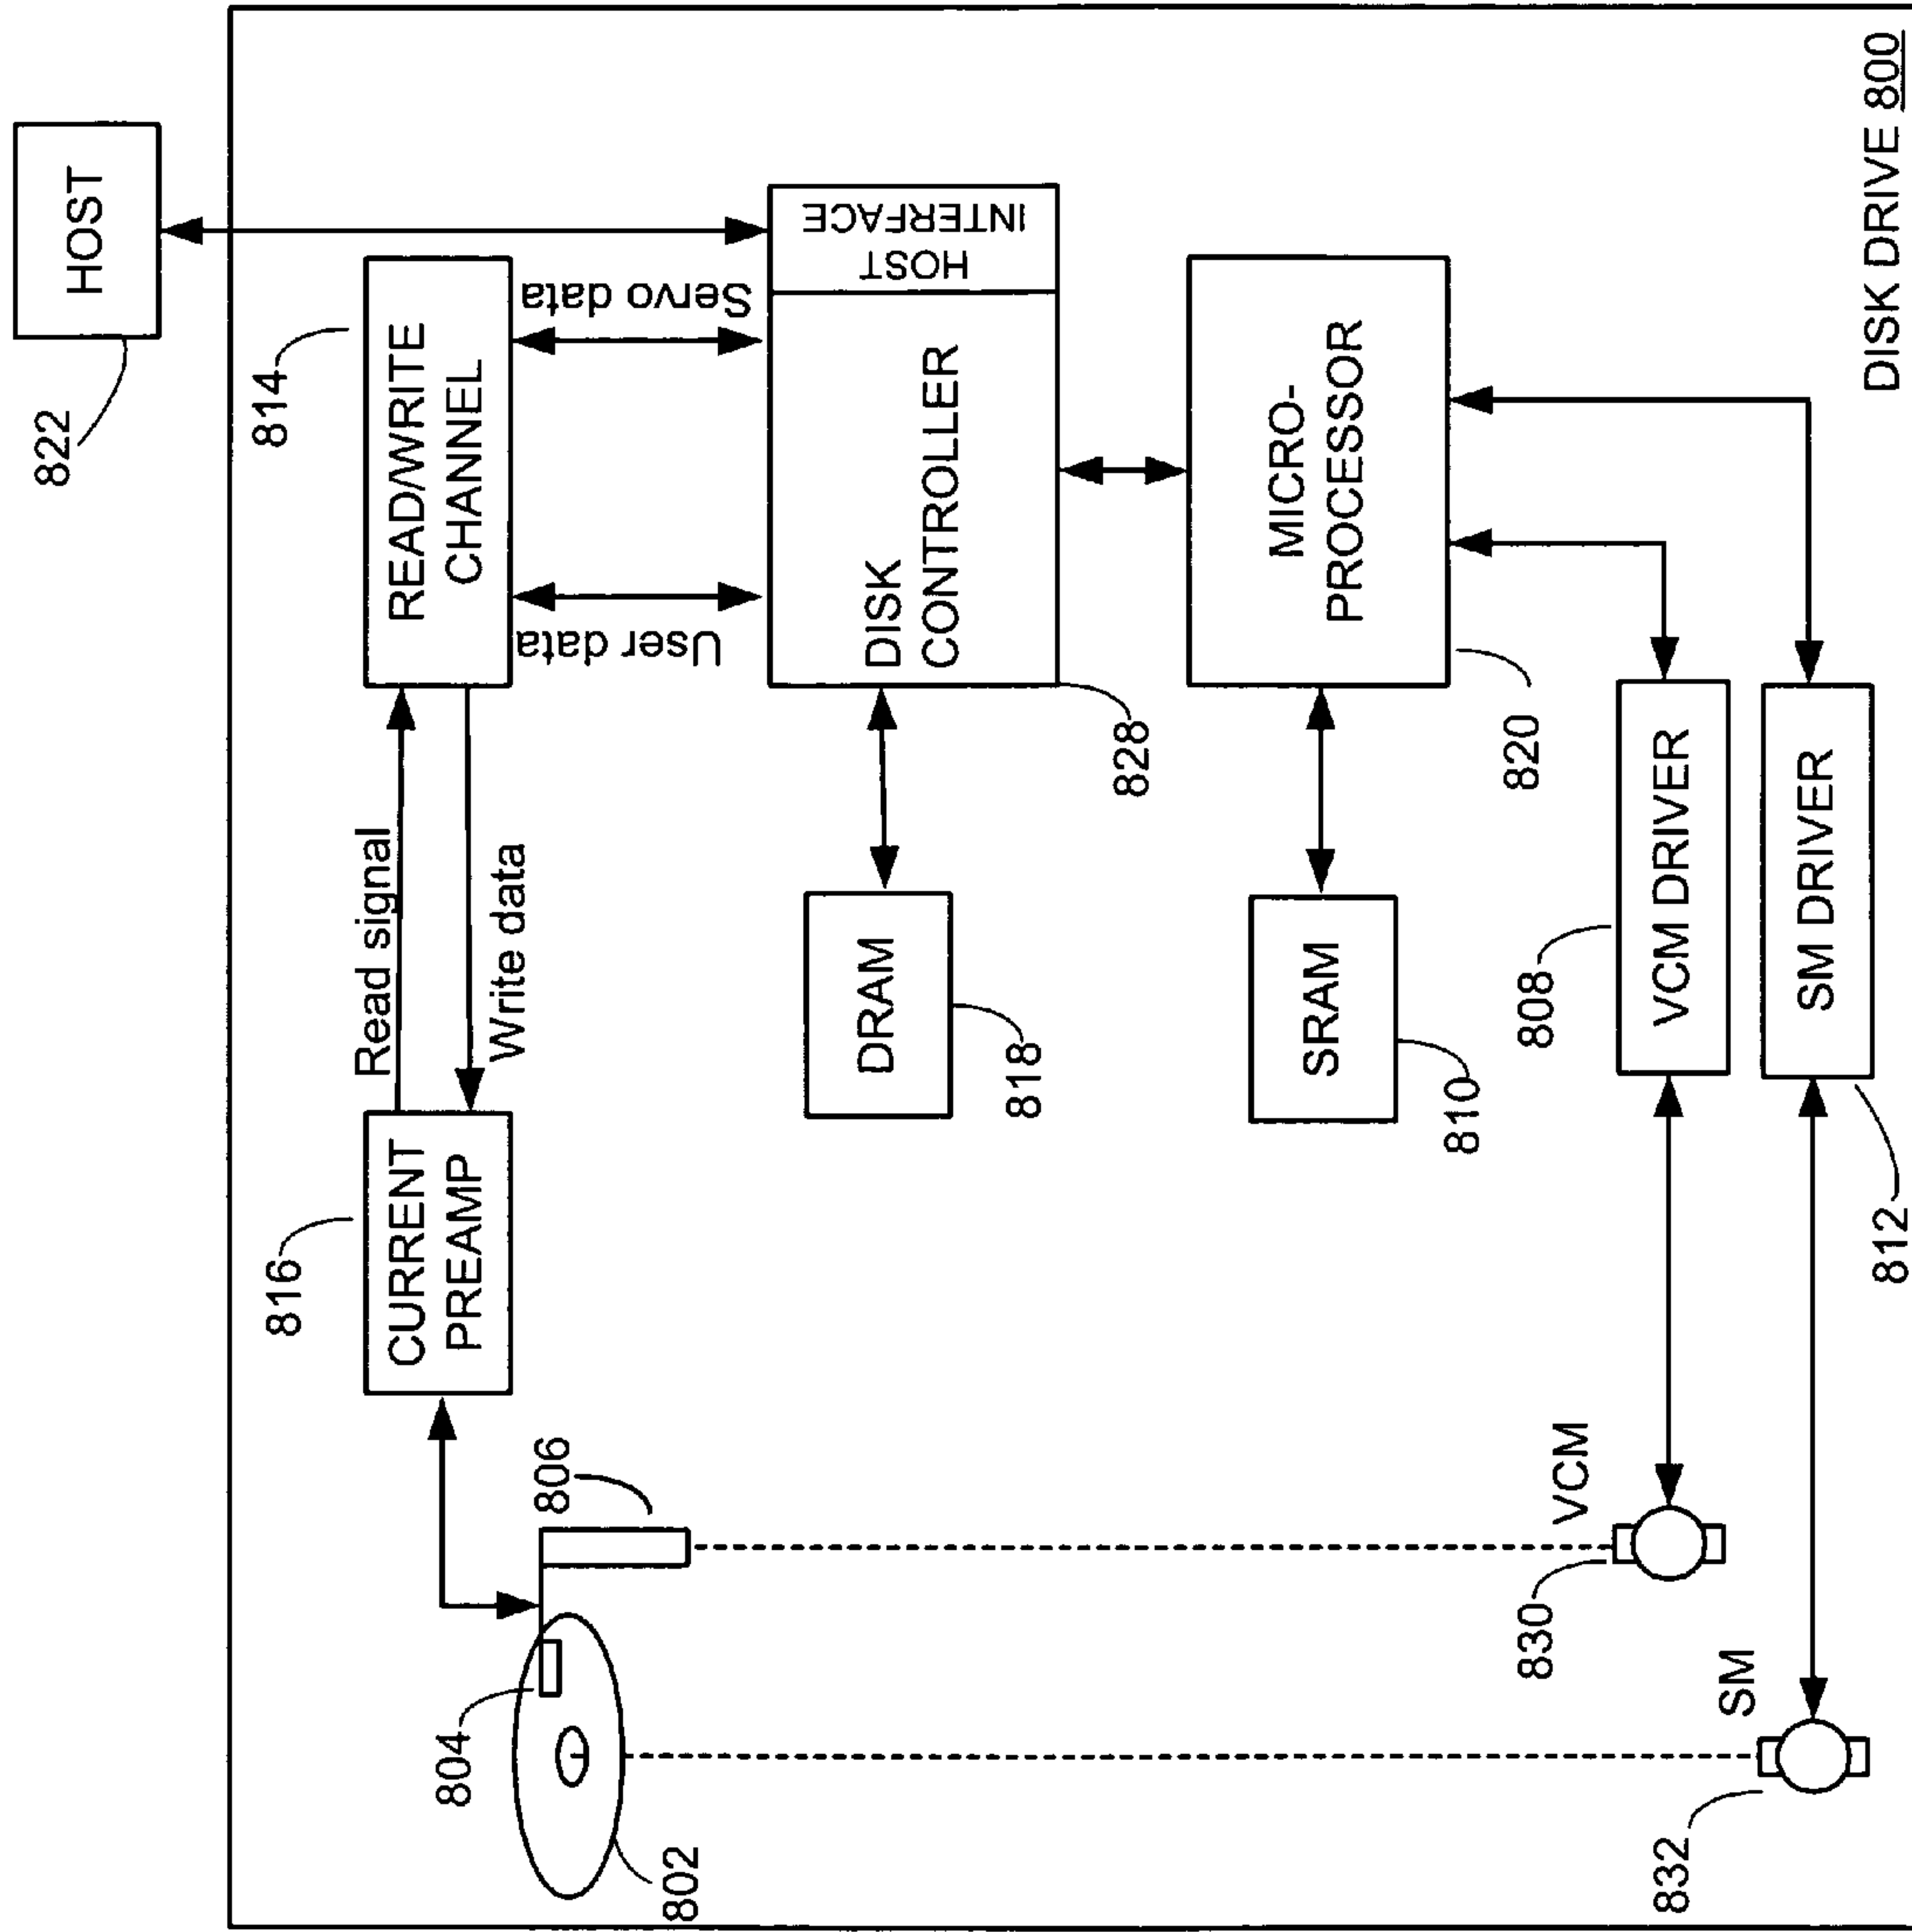 822
HOST
816
814
CURRENT
PREAMP
Read signal
Write data
READ/WRITE
CHANNEL
804
806
802
User data
Servo data
DRAM
818
DISK
CONTROLLER
HOST
INTERFACE
828
SRAM
810
MICRO-
PROCESSOR
820
830
VCM
808
VCM DRIVER
832
SM
SM DRIVER
812
DISK DRIVE 800